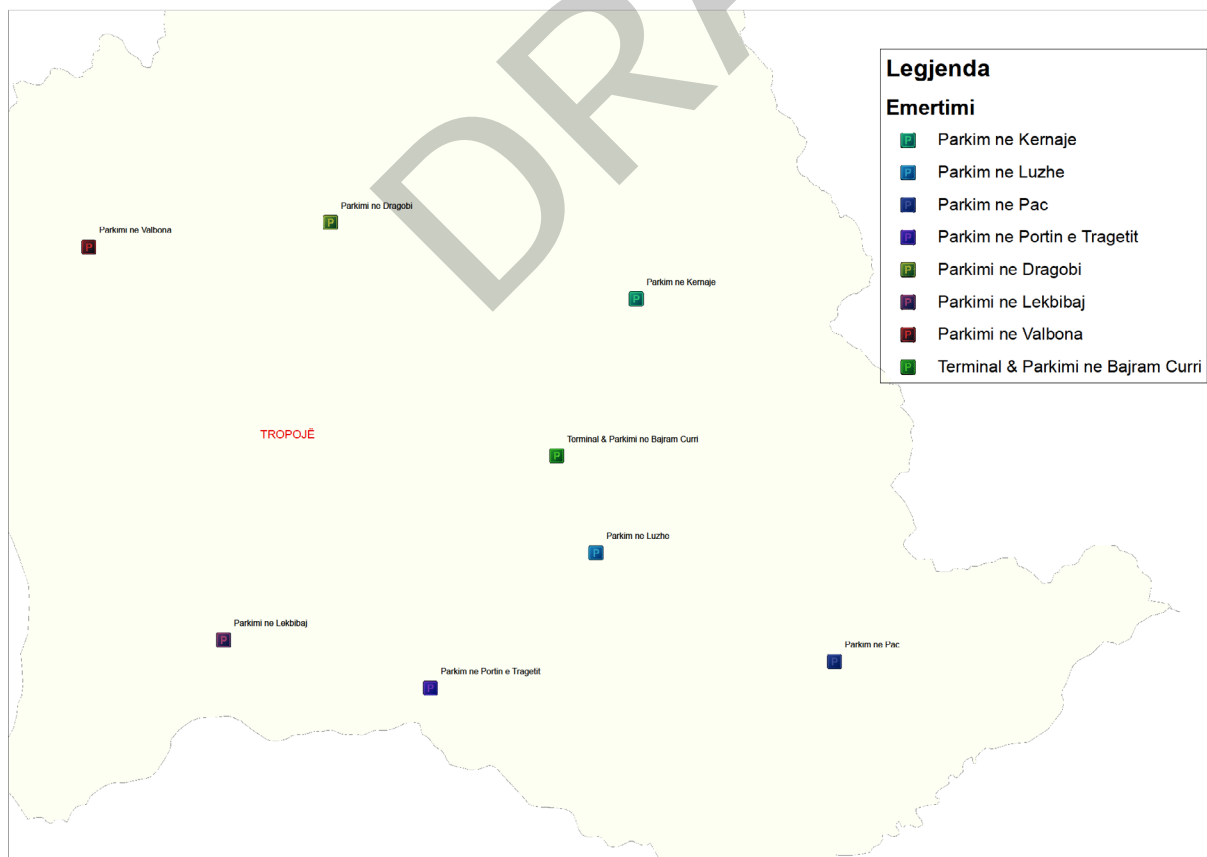 DRA
Legjenda
Emertimi
P Parkim ne Kernaje
P Parkim ne Luzhe
P Parkim ne Pac
P Parkim ne Portin e Tragetit
P Parkimi ne Dragobi
P Parkimi ne Lekbibaj
P Parkimi ne Valbona
P Terminal & Parkimi ne Bajram Curri
Parkimi ne Dragobi
P
Parkimi ne Valbona
P
Parkim ne Kernaje
P
TROPOJË
Terminal & Parkimi ne Bajram Curri
P
Parkim ne Luzhe
P
Parkimi ne Lekbibaj
P
Parkim ne Pac
P
Parkim ne Portin e Tragetit
P